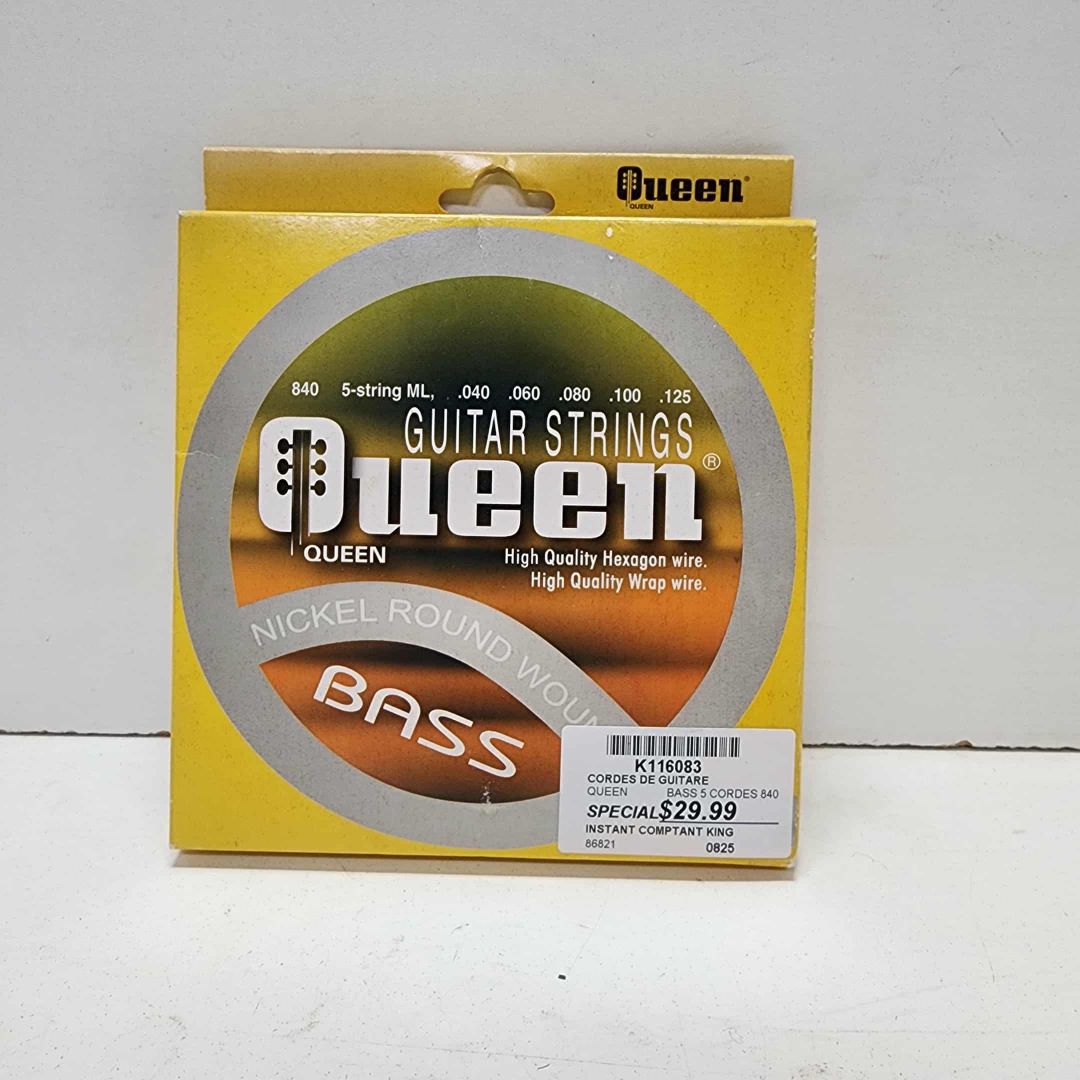 Queen®
QUEEN
840 5-string ML, .040 .060 .080 .100 .125
GUITAR STRINGS
Queen®
QUEEN
High Quality Hexagon wire.
High Quality Wrap wire.
NICKEL ROUND WOUN
BASS
K116083
CORDES DE GUITARE
QUEEN BASS 5 CORDES 840
SPECIAL $29.99
INSTANT COMPTANT KING
86821 0825